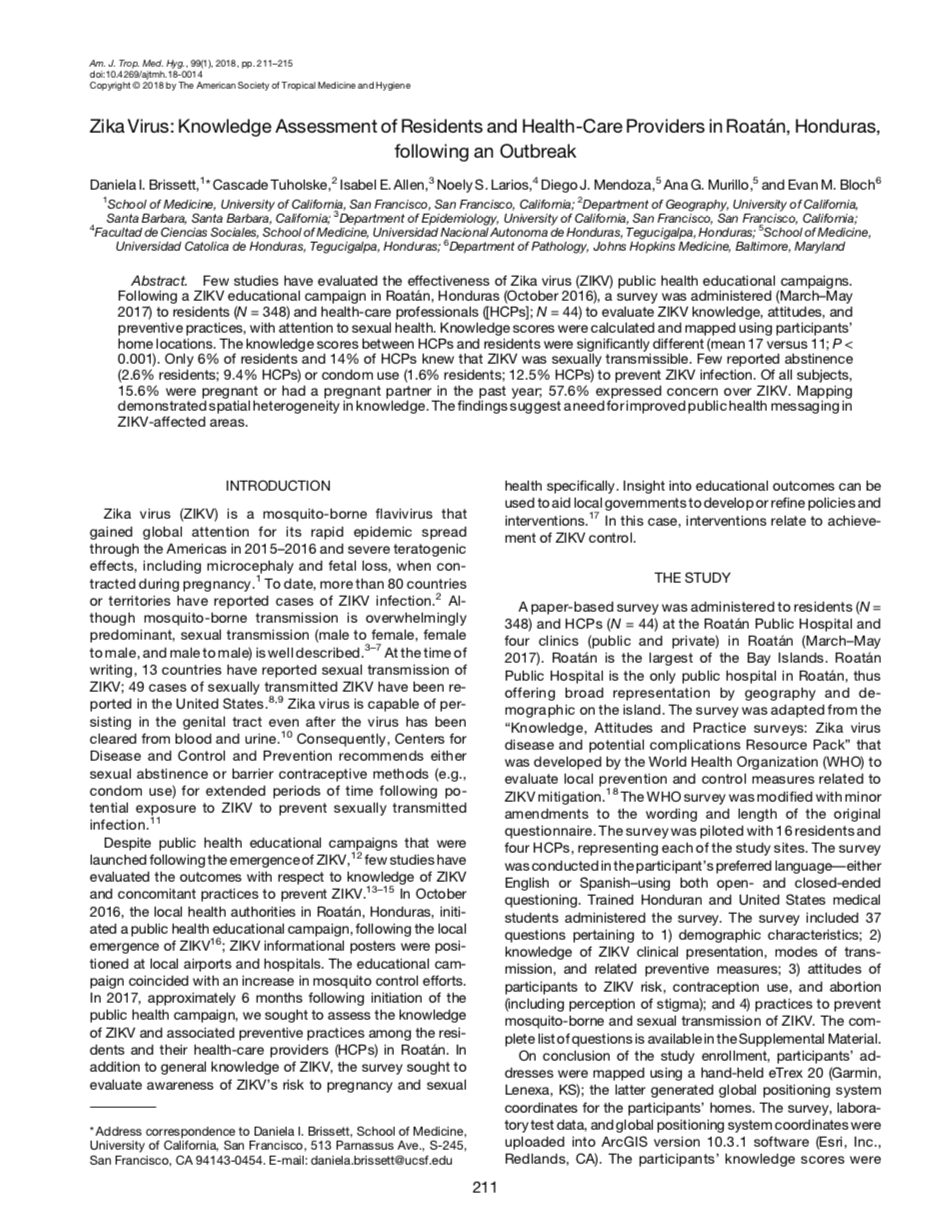 Am. J. Trop. Med. Hyg., 99(1), 2018, pp. 211–215
doi:10.4269/ajtmh.18-0014
Copyright © 2018 by The American Society of Tropical Medicine and Hygiene
Zika Virus: Knowledge Assessment of Residents and Health-Care Providers in Roatán, Honduras,
following an Outbreak
Daniela I. Brissett,1* Cascade Tuholske,2 Isabel E. Allen,3 Noely S. Larios,4 Diego J. Mendoza,5 Ana G. Murillo,5 and Evan M. Bloch6
1School of Medicine, University of California, San Francisco, San Francisco, California; 2Department of Geography, University of California,
Santa Barbara, Santa Barbara, California; 3Department of Epidemiology, University of California, San Francisco, San Francisco, California;
4Facultad de Ciencias Sociales, School of Medicine, Universidad Nacional Autonoma de Honduras, Tegucigalpa, Honduras; 5School of Medicine,
Universidad Catolica de Honduras, Tegucigalpa, Honduras; 6Department of Pathology, Johns Hopkins Medicine, Baltimore, Maryland
Abstract. Few studies have evaluated the effectiveness of Zika virus (ZIKV) public health educational campaigns.
Following a ZIKV educational campaign in Roatán, Honduras (October 2016), a survey was administered (March–May
2017) to residents (N = 348) and health-care professionals ([HCPs]; N = 44) to evaluate ZIKV knowledge, attitudes, and
preventive practices, with attention to sexual health. Knowledge scores were calculated and mapped using participants'
home locations. The knowledge scores between HCPs and residents were significantly different (mean 17 versus 11; P <
0.001). Only 6% of residents and 14% of HCPs knew that ZIKV was sexually transmissible. Few reported abstinence
(2.6% residents; 9.4% HCPs) or condom use (1.6% residents; 12.5% HCPs) to prevent ZIKV infection. Of all subjects,
15.6% were pregnant or had a pregnant partner in the past year; 57.6% expressed concern over ZIKV. Mapping
demonstrated spatial heterogeneity in knowledge. The findings suggest a need for improved public health messaging in
ZIKV-affected areas.
INTRODUCTION
Zika virus (ZIKV) is a mosquito-borne flavivirus that
gained global attention for its rapid epidemic spread
through the Americas in 2015–2016 and severe teratogenic
effects, including microcephaly and fetal loss, when con-
tracted during pregnancy.1 To date, more than 80 countries
or territories have reported cases of ZIKV infection.2 Al-
though mosquito-borne transmission is overwhelmingly
predominant, sexual transmission (male to female, female
to male, and male to male) is well described.3–7 At the time of
writing, 13 countries have reported sexual transmission of
ZIKV; 49 cases of sexually transmitted ZIKV have been re-
ported in the United States.8,9 Zika virus is capable of per-
sisting in the genital tract even after the virus has been
cleared from blood and urine.10 Consequently, Centers for
Disease and Control and Prevention recommends either
sexual abstinence or barrier contraceptive methods (e.g.,
condom use) for extended periods of time following po-
tential exposure to ZIKV to prevent sexually transmitted
infection.11
Despite public health educational campaigns that were
launched following the emergence of ZIKV,12 few studies have
evaluated the outcomes with respect to knowledge of ZIKV
and concomitant practices to prevent ZIKV.13–15 In October
2016, the local health authorities in Roatán, Honduras, initi-
ated a public health educational campaign, following the local
emergence of ZIKV16; ZIKV informational posters were posi-
tioned at local airports and hospitals. The educational cam-
paign coincided with an increase in mosquito control efforts.
In 2017, approximately 6 months following initiation of the
public health campaign, we sought to assess the knowledge
of ZIKV and associated preventive practices among the resi-
dents and their health-care providers (HCPs) in Roatán. In
addition to general knowledge of ZIKV, the survey sought to
evaluate awareness of ZIKV's risk to pregnancy and sexual
* Address correspondence to Daniela I. Brissett, School of Medicine,
University of California, San Francisco, 513 Parnassus Ave., S-245,
San Francisco, CA 94143-0454. E-mail: daniela.brissett@ucsf.edu
health specifically. Insight into educational outcomes can be
used to aid local governments to develop or refine policies and
interventions.17 In this case, interventions relate to achieve-
ment of ZIKV control.
THE STUDY
A paper-based survey was administered to residents (N =
348) and HCPs (N = 44) at the Roatán Public Hospital and
four clinics (public and private) in Roatán (March–May
2017). Roatán is the largest of the Bay Islands. Roatán
Public Hospital is the only public hospital in Roatán, thus
offering broad representation by geography and de-
mographic on the island. The survey was adapted from the
“Knowledge, Attitudes and Practice surveys: Zika virus
disease and potential complications Resource Pack” that
was developed by the World Health Organization (WHO) to
evaluate local prevention and control measures related to
ZIKV mitigation.18 The WHO survey was modified with minor
amendments to the wording and length of the original
questionnaire. The survey was piloted with 16 residents and
four HCPs, representing each of the study sites. The survey
was conducted in the participant's preferred language—either
English or Spanish–using both open- and closed-ended
questioning. Trained Honduran and United States medical
students administered the survey. The survey included 37
questions pertaining to 1) demographic characteristics; 2)
knowledge of ZIKV clinical presentation, modes of trans-
mission, and related preventive measures; 3) attitudes of
participants to ZIKV risk, contraception use, and abortion
(including perception of stigma); and 4) practices to prevent
mosquito-borne and sexual transmission of ZIKV. The com-
plete list of questions is available in the Supplemental Material.
On conclusion of the study enrollment, participants' ad-
dresses were mapped using a hand-held eTrex 20 (Garmin,
Lenexa, KS); the latter generated global positioning system
coordinates for the participants' homes. The survey, labora-
tory test data, and global positioning system coordinates were
uploaded into ArcGIS version 10.3.1 software (Esri, Inc.,
Redlands, CA). The participants' knowledge scores were
211